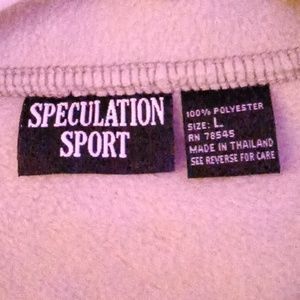 SPECULATION
SPORT
100% POLYESTER
SIZE: L.
RN 78545
MADE IN THAILAND
SEE REVERSE FOR CARE